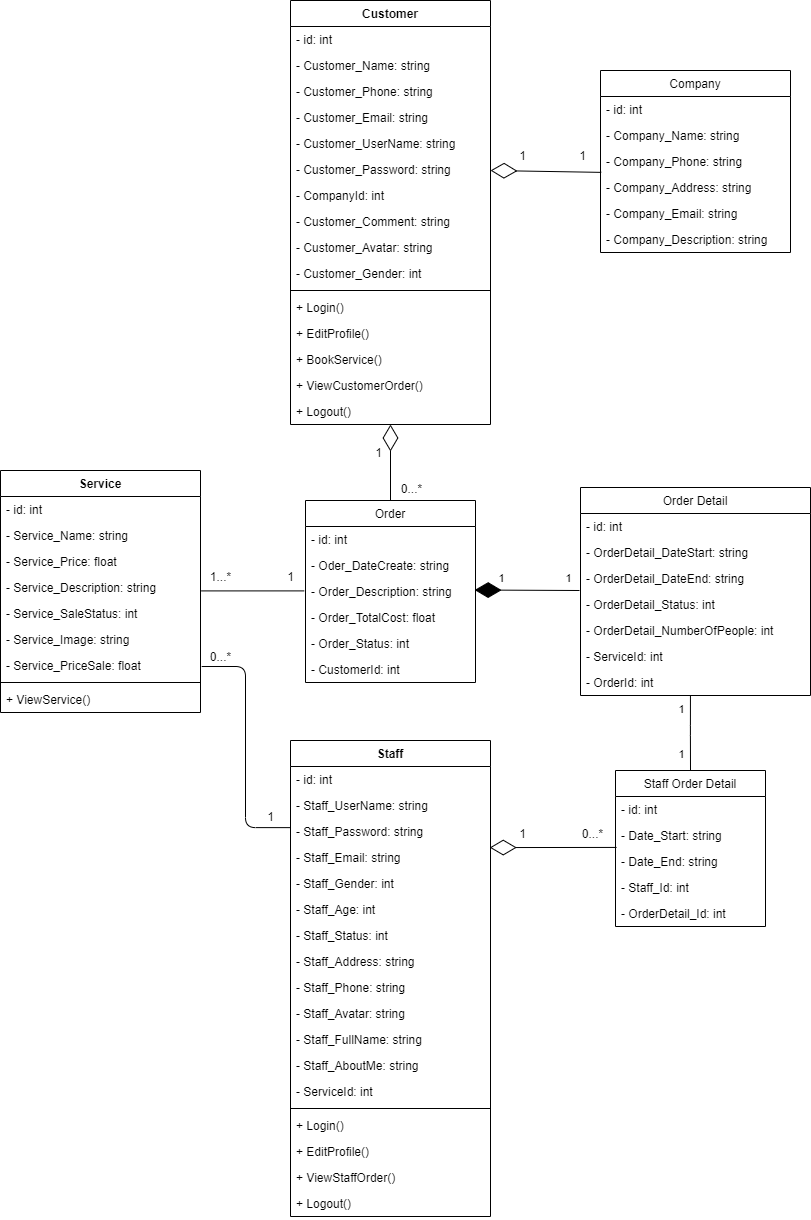 Customer
- id: int
- Customer_Name: string
- Customer_Phone: string
- Customer_Email: string
- Customer_UserName: string
- Customer_Password: string
- CompanyId: int
- Customer_Comment: string
- Customer_Avatar: string
- Customer_Gender: int
+ Login()
+ EditProfile()
+ BookService()
+ ViewCustomerOrder()
+ Logout()
1 1
Company
- id: int
- Company_Name: string
- Company_Phone: string
- Company_Address: string
- Company_Email: string
- Company_Description: string
1
0...*
Service
- id: int
- Service_Name: string
- Service_Price: float
- Service_Description: string
- Service_SaleStatus: int
- Service_Image: string
- Service_PriceSale: float
+ ViewService()
1...* 1
Order
- id: int
- Oder_DateCreate: string
- Order_Description: string
- Order_TotalCost: float
- Order_Status: int
- CustomerId: int
1 1
Order Detail
- id: int
- OrderDetail_DateStart: string
- OrderDetail_DateEnd: string
- OrderDetail_Status: int
- OrderDetail_NumberOfPeople: int
- ServiceId: int
- OrderId: int
0...*
1
1
1
Staff
- id: int
- Staff_UserName: string
- Staff_Password: string
- Staff_Email: string
- Staff_Gender: int
- Staff_Age: int
- Staff_Status: int
- Staff_Address: string
- Staff_Phone: string
- Staff_Avatar: string
- Staff_FullName: string
- Staff_AboutMe: string
- ServiceId: int
+ Login()
+ EditProfile()
+ ViewStaffOrder()
+ Logout()
1 0...*
Staff Order Detail
- id: int
- Date_Start: string
- Date_End: string
- Staff_Id: int
- OrderDetail_Id: int